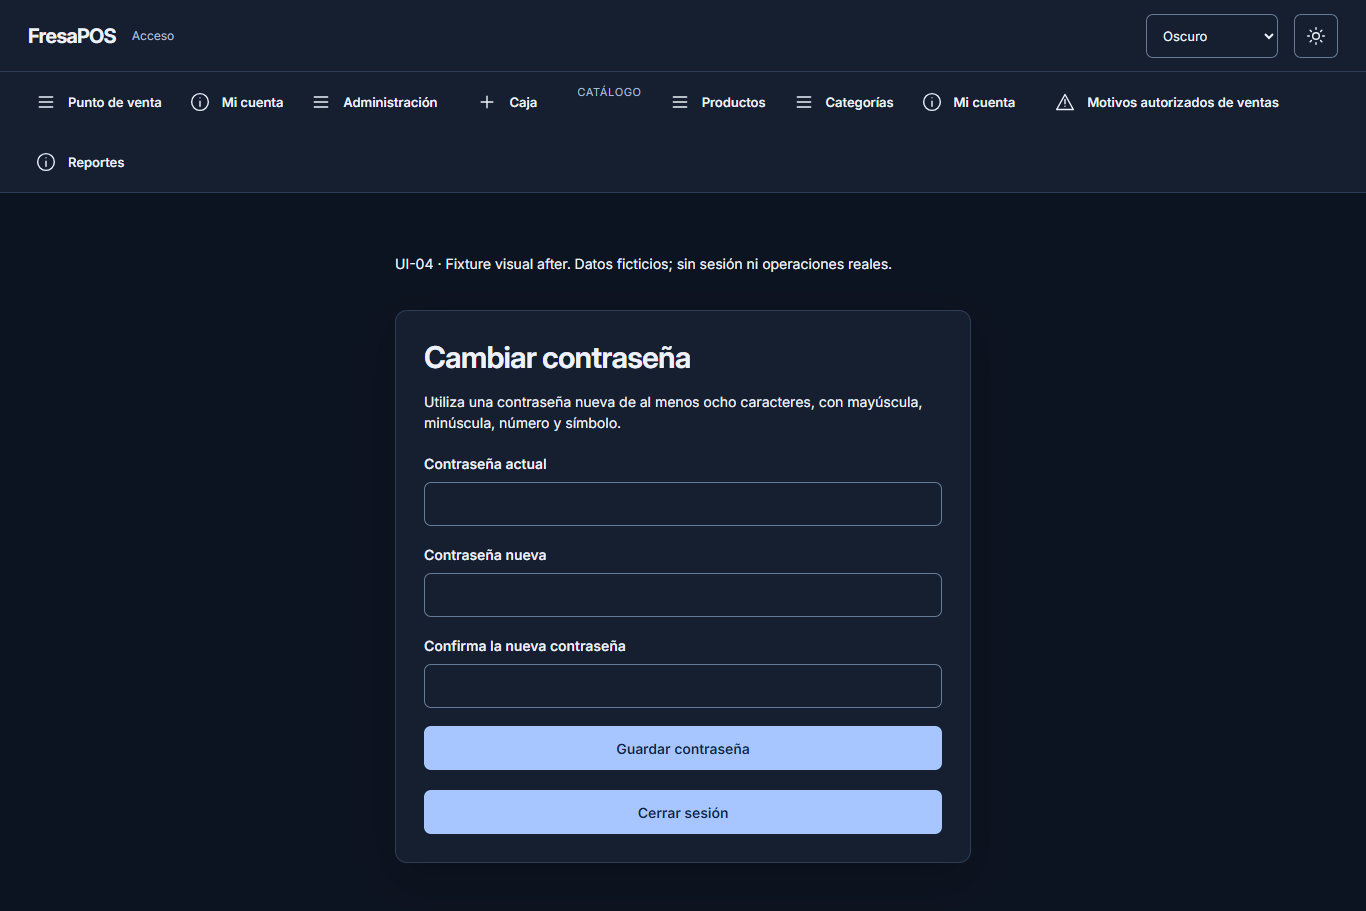 FresaPOS Acceso
Oscuro
Punto de venta Mi cuenta Administración Caja CATÁLOGO Productos Categorías Mi cuenta Motivos autorizados de ventas
Reportes
UI-04 · Fixture visual after. Datos ficticios; sin sesión ni operaciones reales.
Cambiar contraseña
Utiliza una contraseña nueva de al menos ocho caracteres, con mayúscula,
minúscula, número y símbolo.
Contraseña actual
Contraseña nueva
Confirma la nueva contraseña
Guardar contraseña
Cerrar sesión